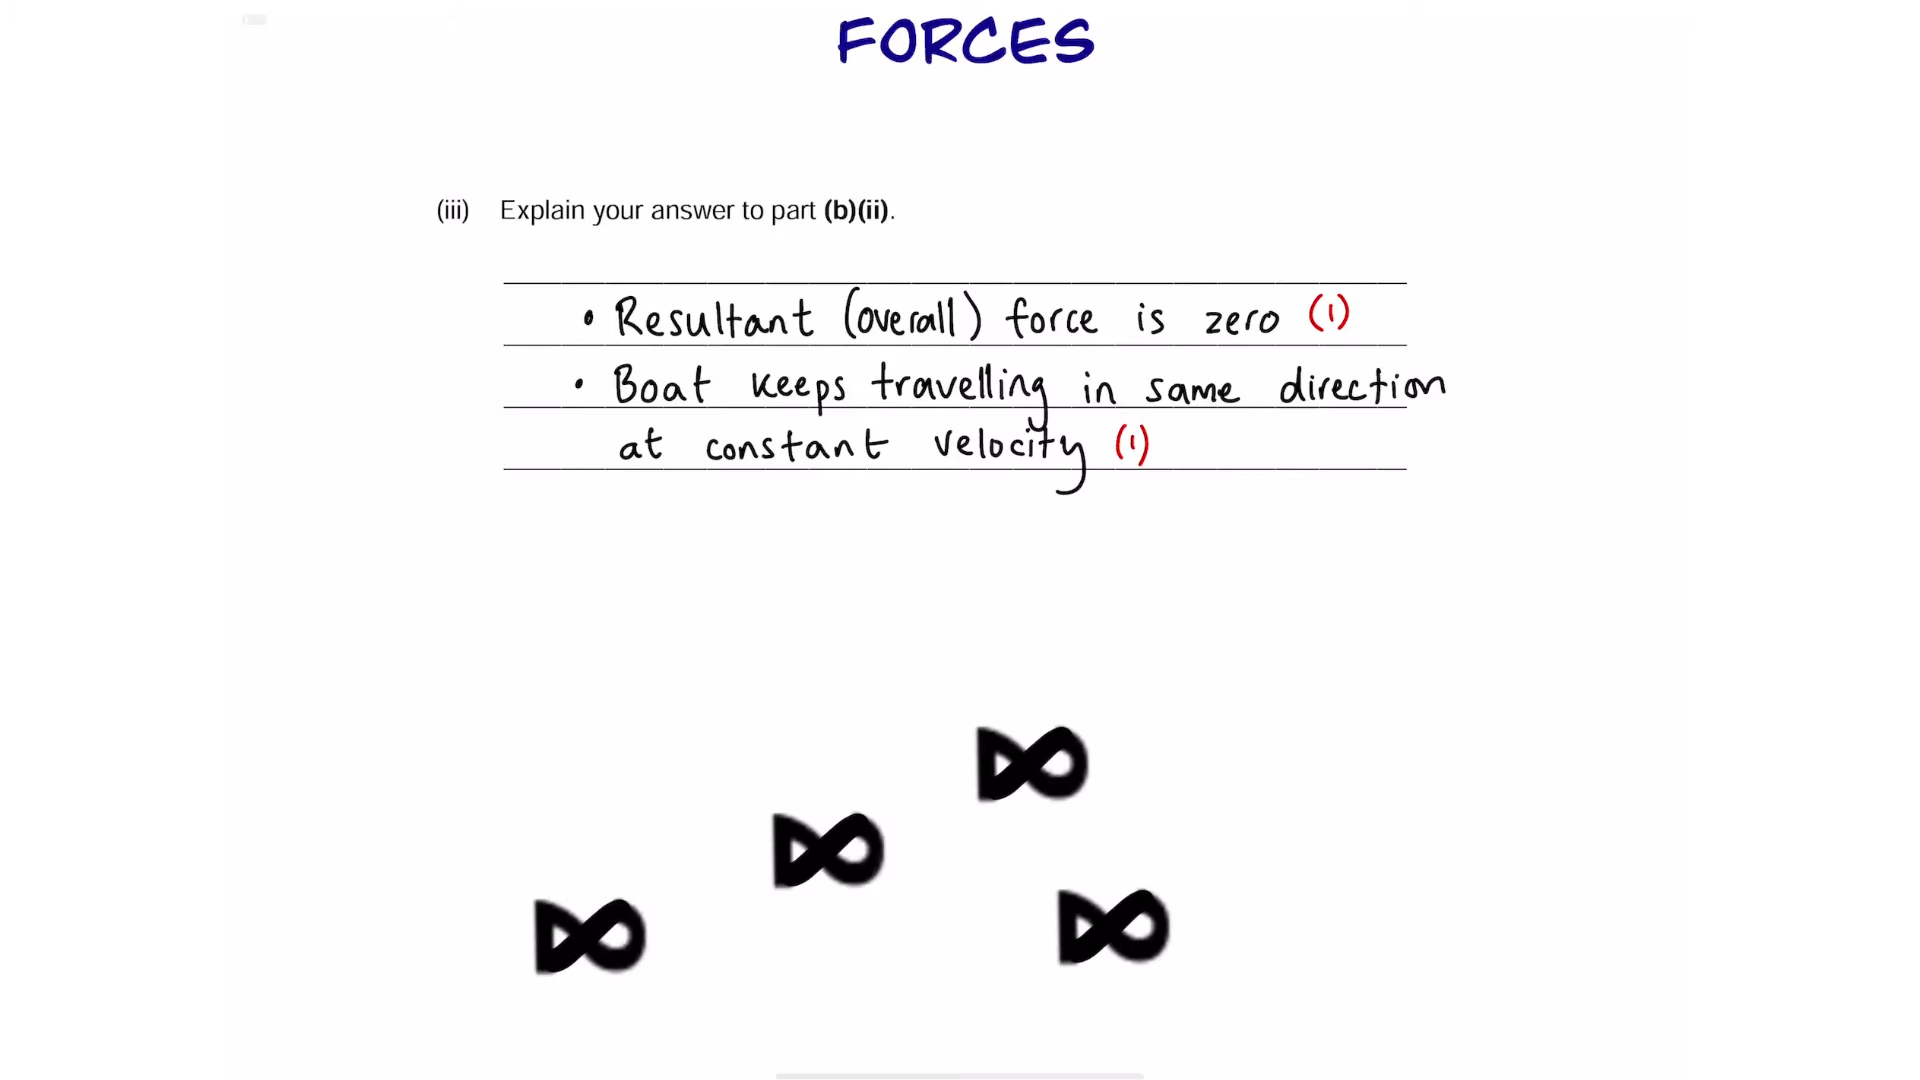 FORCES
(iii) Explain your answer to part (b)(ii).
• Resultant (overall) force is zero (1)
• Boat keeps travelling in same direction
at constant velocity (1)